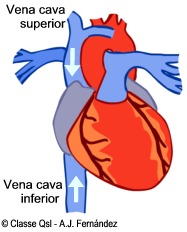 Vena cava
superior
Vena cava
inferior
© Classe Qsl - A.J. Fernández